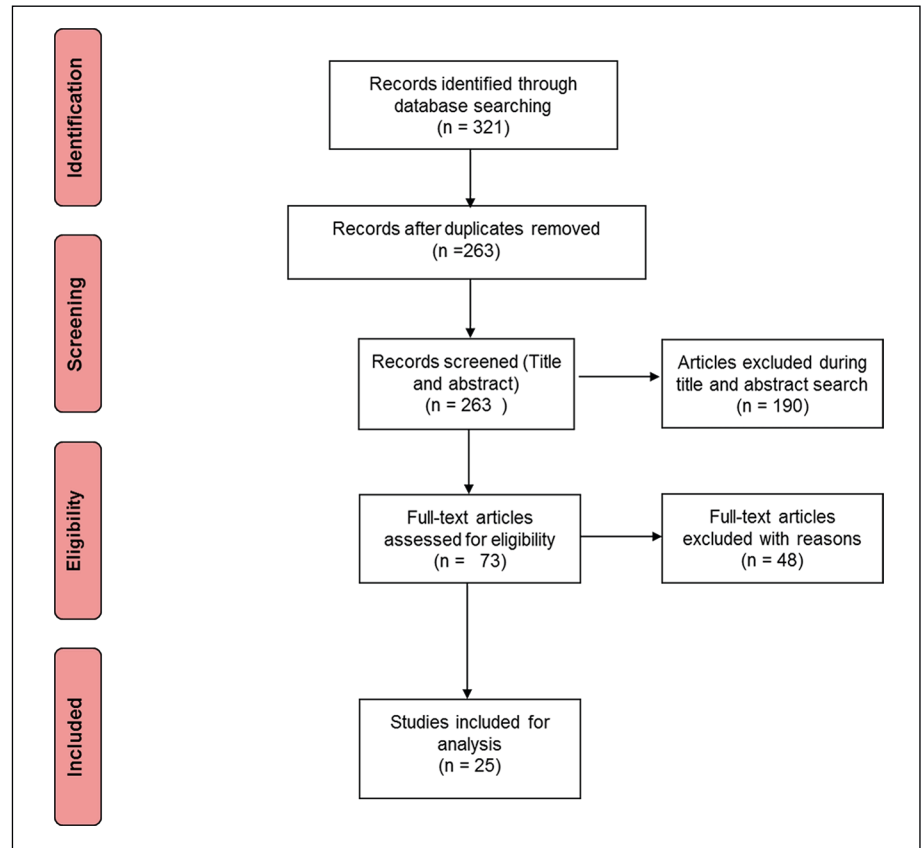 Identification
Records identified through
database searching
(n = 321)
Records after duplicates removed
(n =263)
Screening
Records screened (Title
and abstract)
(n = 263  )
Articles excluded during
title and abstract search
(n = 190)
Eligibility
Full-text articles
assessed for eligibility
(n =   73)
Full-text articles
excluded with reasons
(n = 48)
Included
Studies included for
analysis
(n = 25)